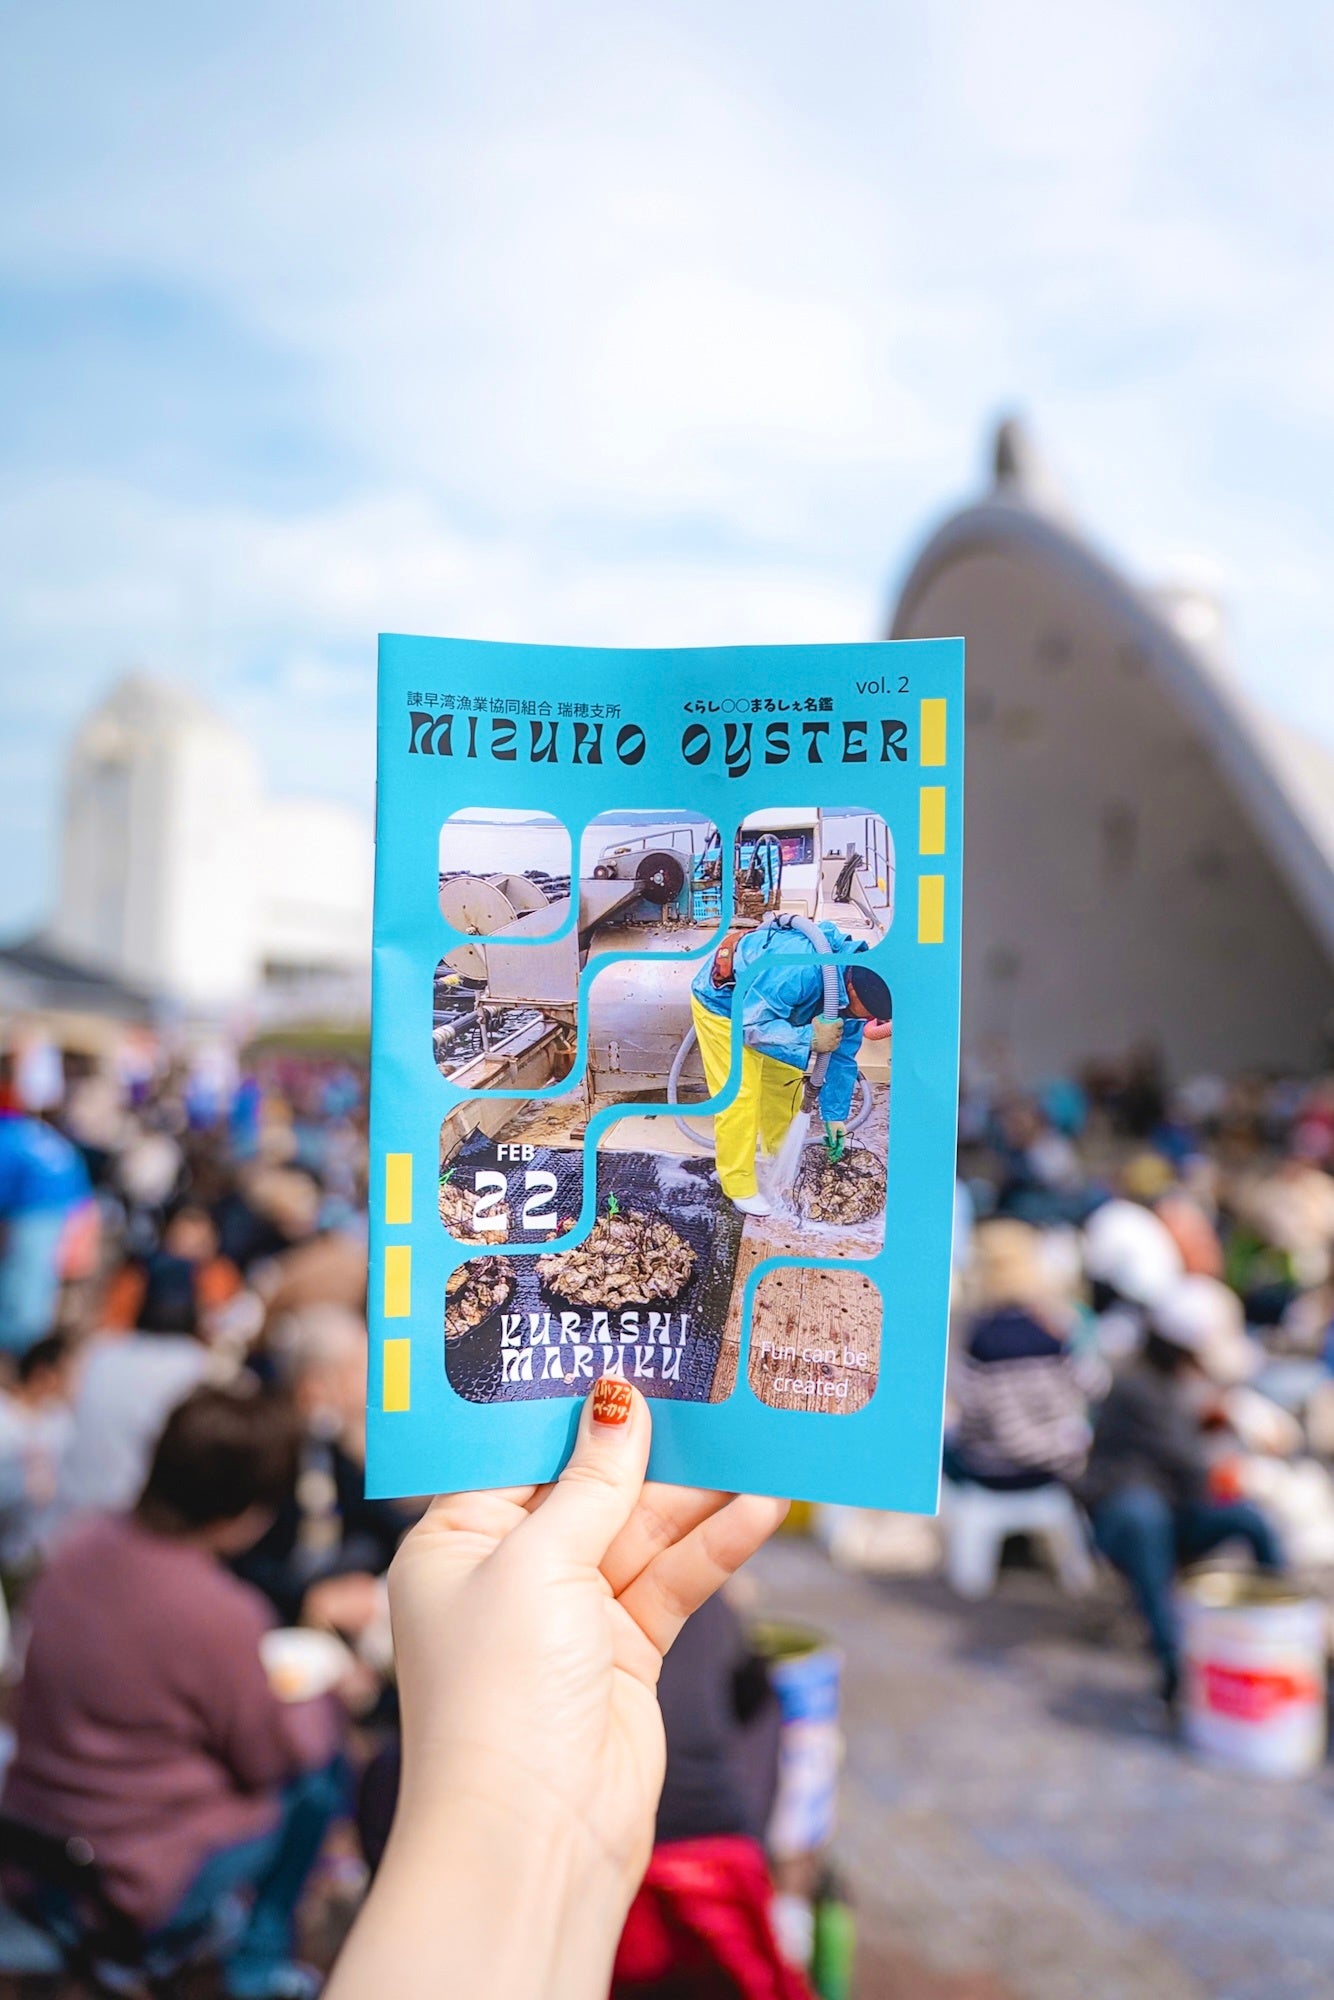 vol. 2
諫早湾漁業協同組合 瑞穂支所
くらし〇〇まるしぇ名鑑
MIZUHO OYSTER
FEB
22
KURASHI
MARUKU
Fun can be
created